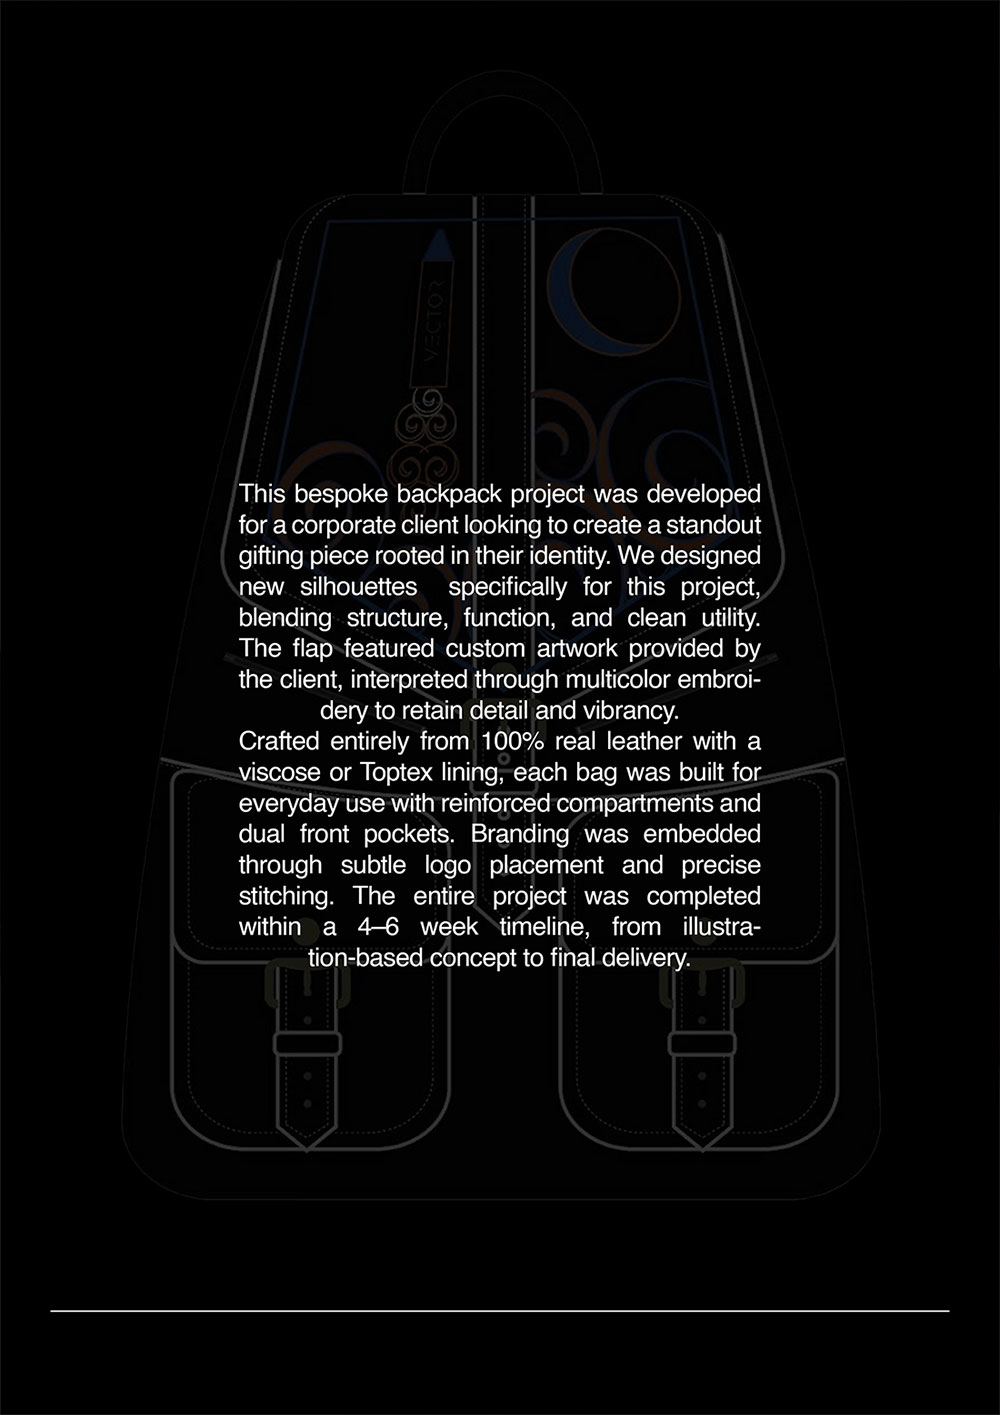 VECTOR
This bespoke backpack project was developed
for a corporate client looking to create a standout
gifting piece rooted in their identity. We designed
new silhouettes specifically for this project,
blending structure, function, and clean utility.
The flap featured custom artwork provided by
the client, interpreted through multicolor embroi-
dery to retain detail and vibrancy.
Crafted entirely from 100% real leather with a
viscose or Toptex lining, each bag was built for
everyday use with reinforced compartments and
dual front pockets. Branding was embedded
through subtle logo placement and precise
stitching. The entire project was completed
within a 4–6 week timeline, from illustra-
tion-based concept to final delivery.